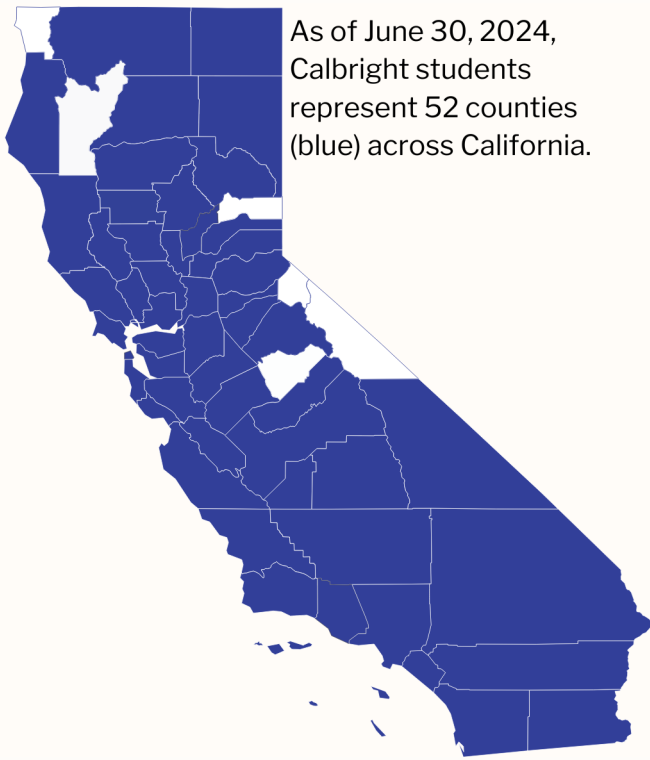 As of June 30, 2024,
Calbright students
represent 52 counties
(blue) across California.